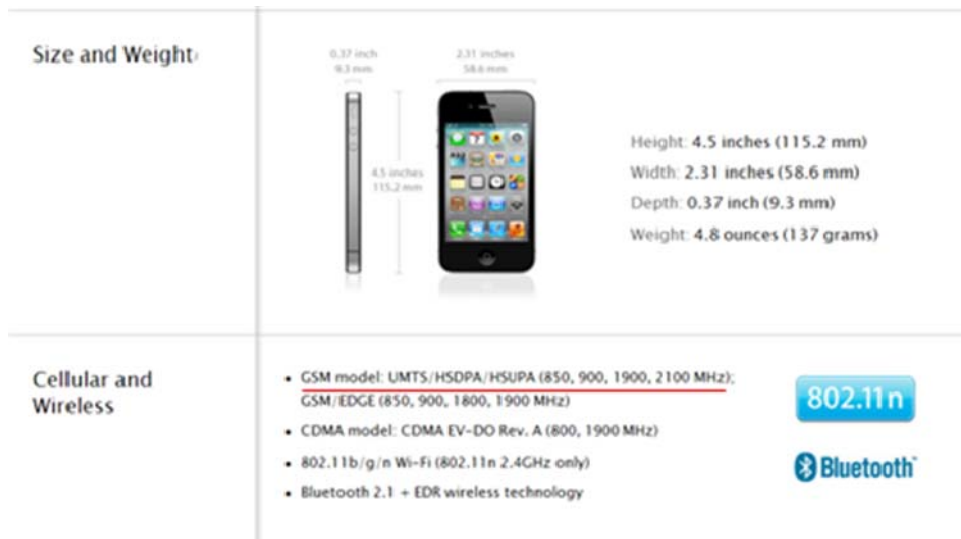 Size and Weight
0.37 inch
9.3 mm
2.31 inches
58.6 mm
4.5 inches
115.2 mm
Height: 4.5 inches (115.2 mm)
Width: 2.31 inches (58.6 mm)
Depth: 0.37 inch (9.3 mm)
Weight: 4.8 ounces (137 grams)
Cellular and
Wireless
• GSM model: UMTS/HSDPA/HSUPA (850, 900, 1900, 2100 MHz);
GSM/EDGE (850, 900, 1800, 1900 MHz)
• CDMA model: CDMA EV-DO Rev. A (800, 1900 MHz)
• 802.11b/g/n Wi-Fi (802.11n 2.4GHz only)
• Bluetooth 2.1 + EDR wireless technology
802.11n
Bluetooth